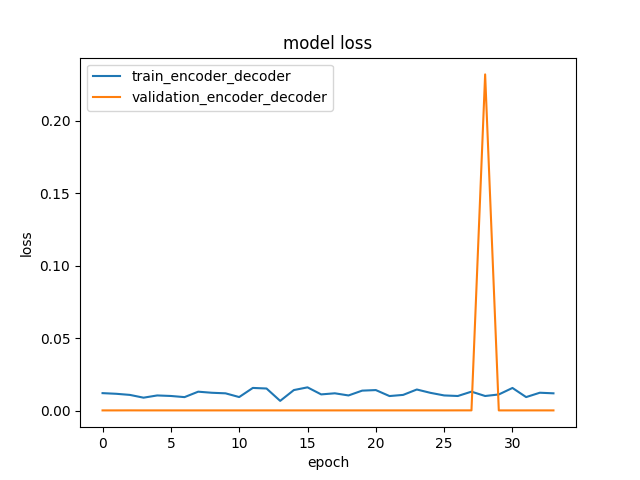 model loss
train_encoder_decoder
validation_encoder_decoder
0.20
0.15
0.10
0.05
0.00
loss
0 5 10 15 20 25 30
epoch